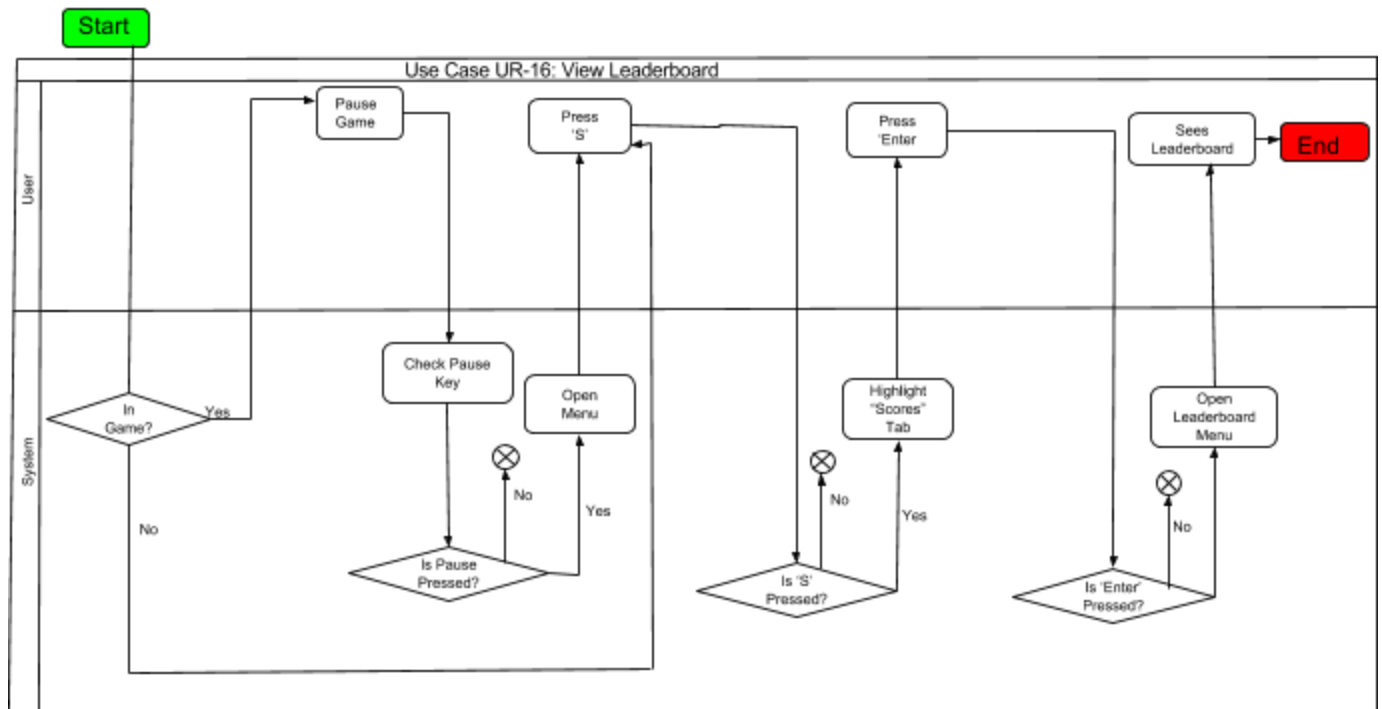 Start
Use Case UR-16: View Leaderboard
User
Pause
Game
Press
'S'
Press
'Enter
Sees
Leaderboard
End
System
In
Game?
Yes
No
Check Pause
Key
Is Pause
Pressed?
No
Yes
Open
Menu
Is 'S'
Pressed?
No
Yes
Highlight
"Scores"
Tab
Is 'Enter'
Pressed?
No
Open
Leaderboard
Menu